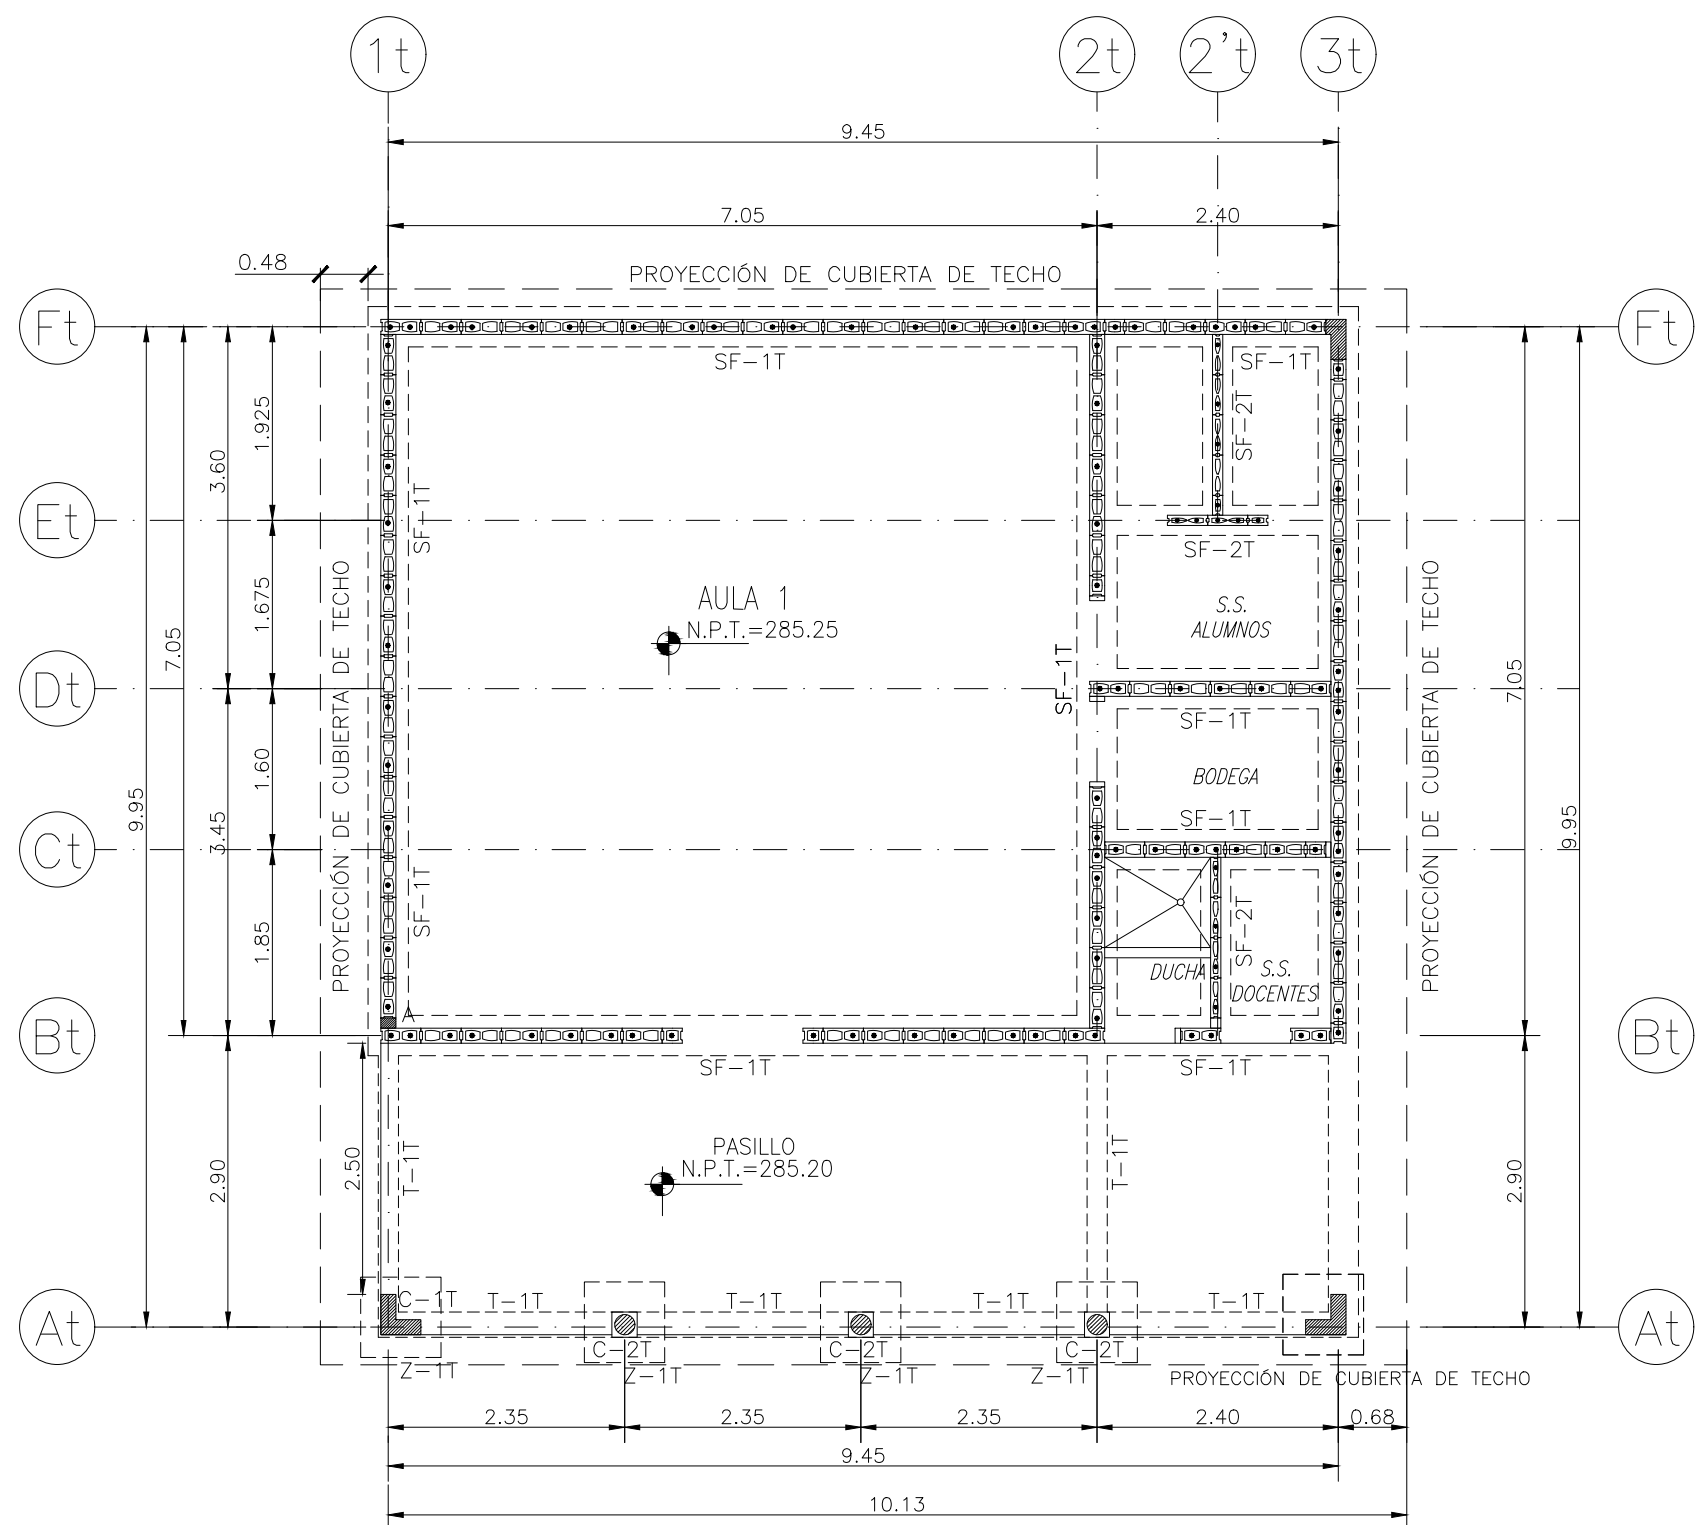 1t
2t
2't
3t
9.45
7.05
2.40
0.48
PROYECCIÓN DE CUBIERTA DE TECHO
Ft
Ft
SF-1T
SF-1T
1.925
3.60
SF-2T
SF-1T
Et
SF-2T
PROYECCIÓN DE CUBIERTA DE TECHO
PROYECCIÓN DE CUBIERTA DE TECHO
1.675
AULA 1
N.P.T.=285.25
S.S.
ALUMNOS
7.05
7.05
SF-1T
Dt
SF-1T
1.60
BODEGA
9.95
3.45
SF-1T
9.95
Ct
SF-1T
1.85
SF-2T
DUCHA
S.S.
DOCENTES
A
Bt
Bt
SF-1T
SF-1T
2.50
2.90
T-1T
PASILLO
N.P.T.=285.20
T-1T
2.90
C-1T
T-1T
T-1T
T-1T
T-1T
At
At
C-2T
C-2T
C-2T
Z-1T
Z-1T
Z-1T
Z-1T
PROYECCIÓN DE CUBIERTA DE TECHO
2.35
2.35
2.35
2.40
0.68
9.45
10.13